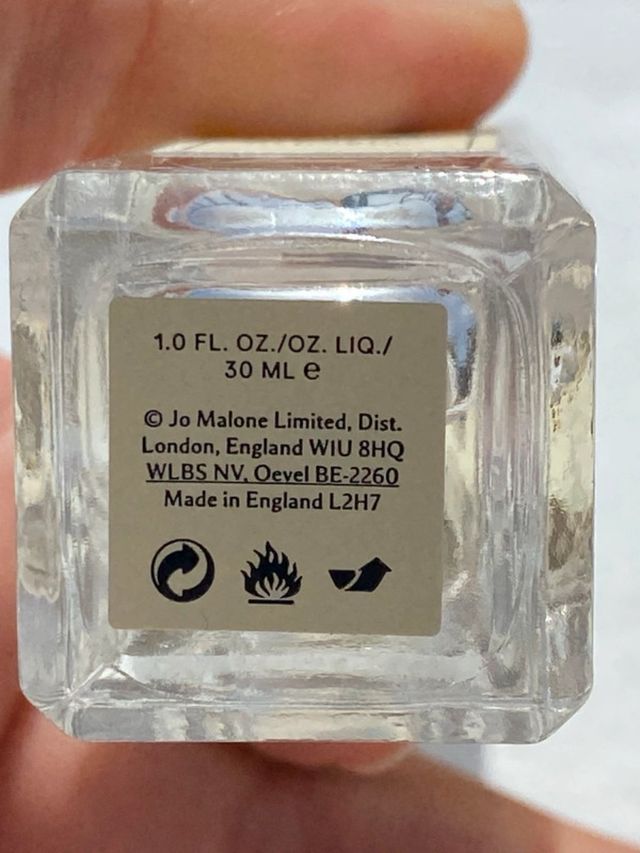 1.0 FL. OZ./OZ. LIQ./
30 ML ℮
© Jo Malone Limited, Dist.
London, England WIU 8HQ
WLBS NV, Oevel BE-2260
Made in England L2H7